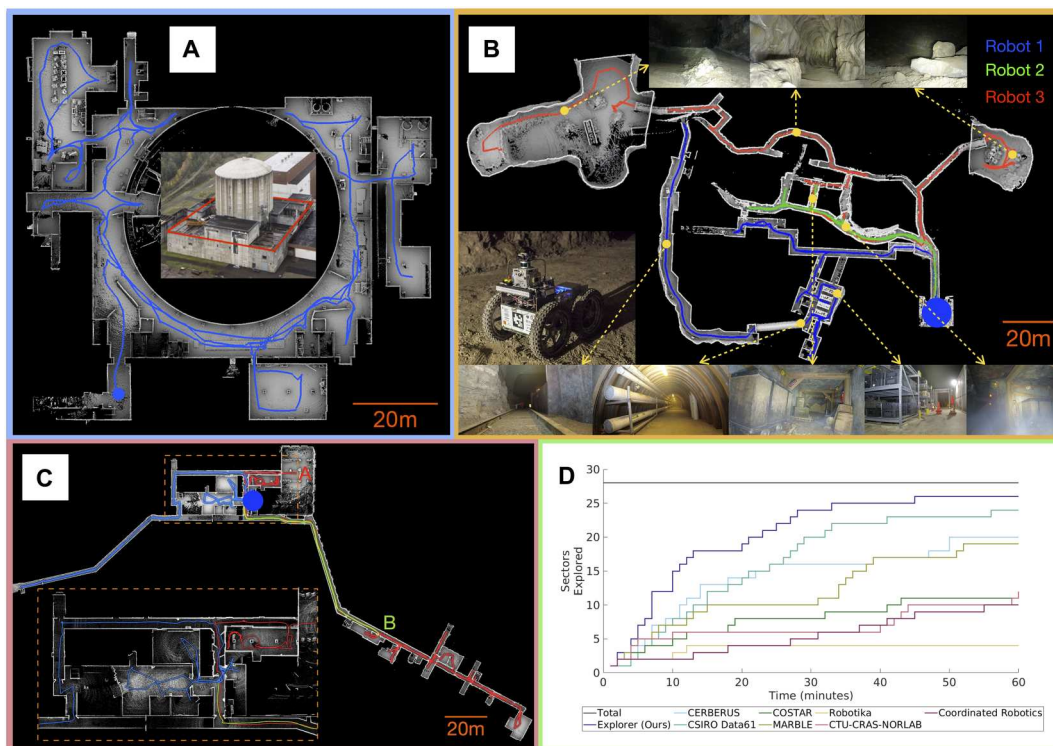 A
20m
B
Robot 1
Robot 2
Robot 3
20m
C
A
B
20m
D
30
25
20
15
10
5
0
Sectors
Explored
0 10 20 30 40 50 60
Time (minutes)
Total CERBERUS COSTAR Robotika Coordinated Robotics
Explorer (Ours) CSIRO Data61 MARBLE CTU-CRAS-NORLAB